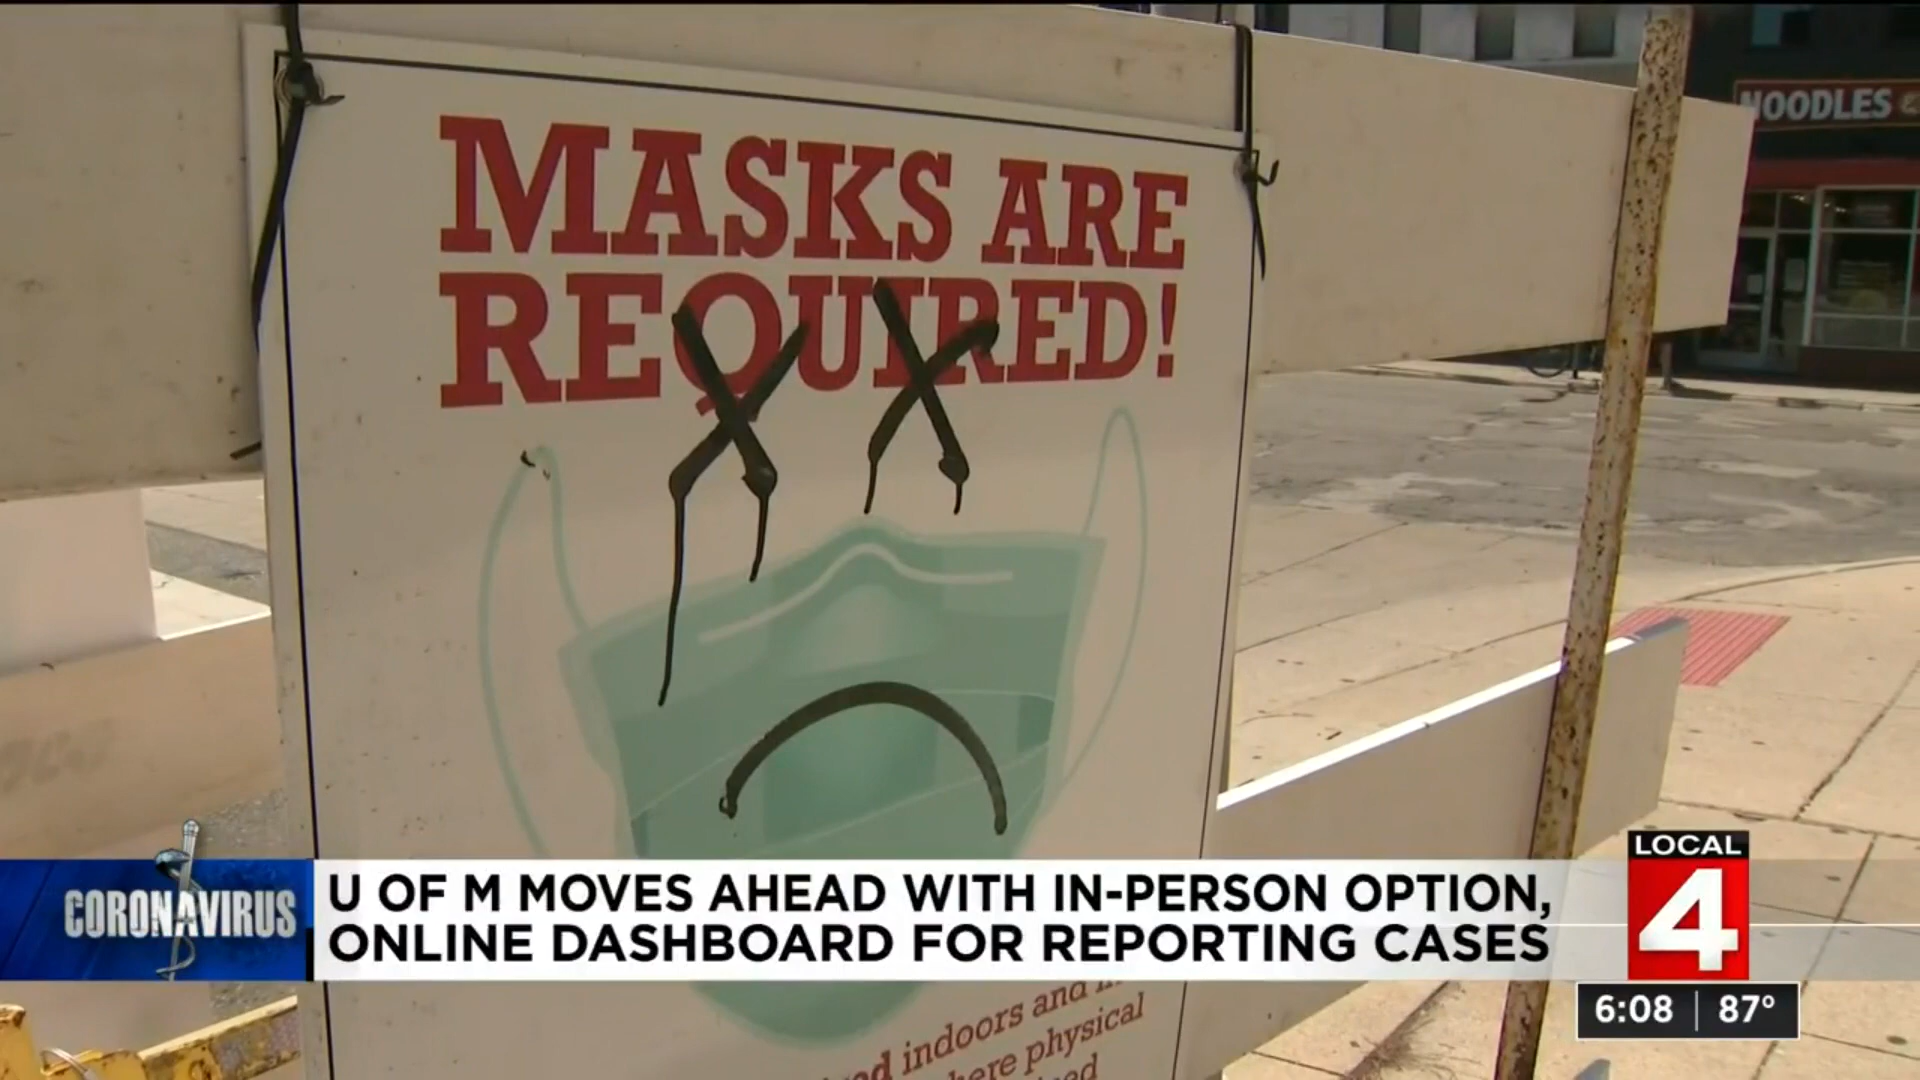 NOODLES
MASKS ARE
REQUIRED!
indoors and
physical
CORONAVIRUS
U OF M MOVES AHEAD WITH IN-PERSON OPTION,
ONLINE DASHBOARD FOR REPORTING CASES
LOCAL
4
6:08 87°